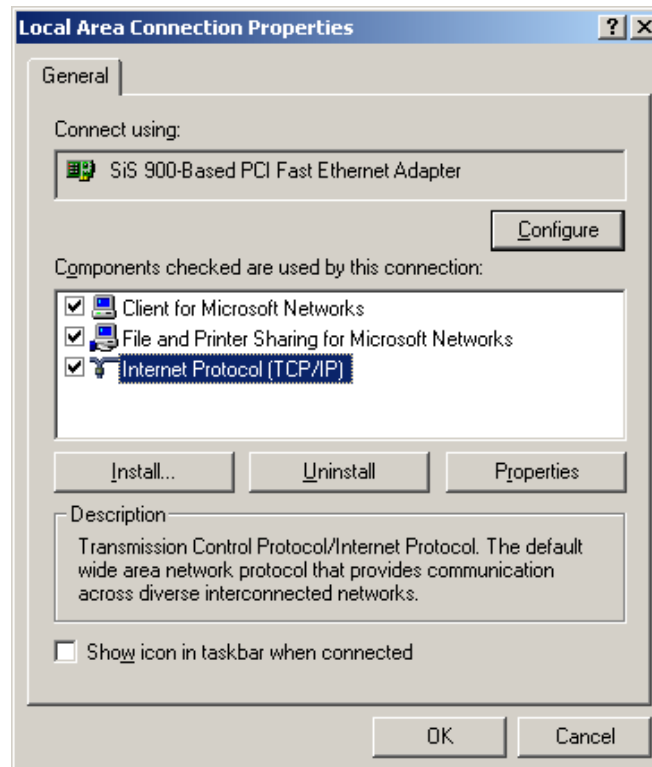 Local Area Connection Properties
General
Connect using:
SiS 900-Based PCI Fast Ethernet Adapter
Configure
Components checked are used by this connection:
Client for Microsoft Networks
File and Printer Sharing for Microsoft Networks
Internet Protocol (TCP/IP)
Install... Uninstall Properties
Description
Transmission Control Protocol/Internet Protocol. The default
wide area network protocol that provides communication
across diverse interconnected networks.
Show icon in taskbar when connected
OK Cancel